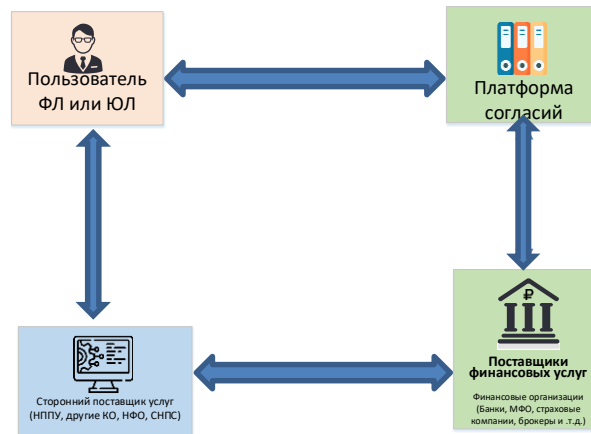 Пользователь
ФЛ или ЮЛ
Платформа
согласий
Сторонний поставщик услуг
(НППУ, другие КО, НФО, СНПС)
₽
Поставщики
финансовых услуг
Финансовые организации
(Банки, МФО, страховые
компании, брокеры и .т.д.)